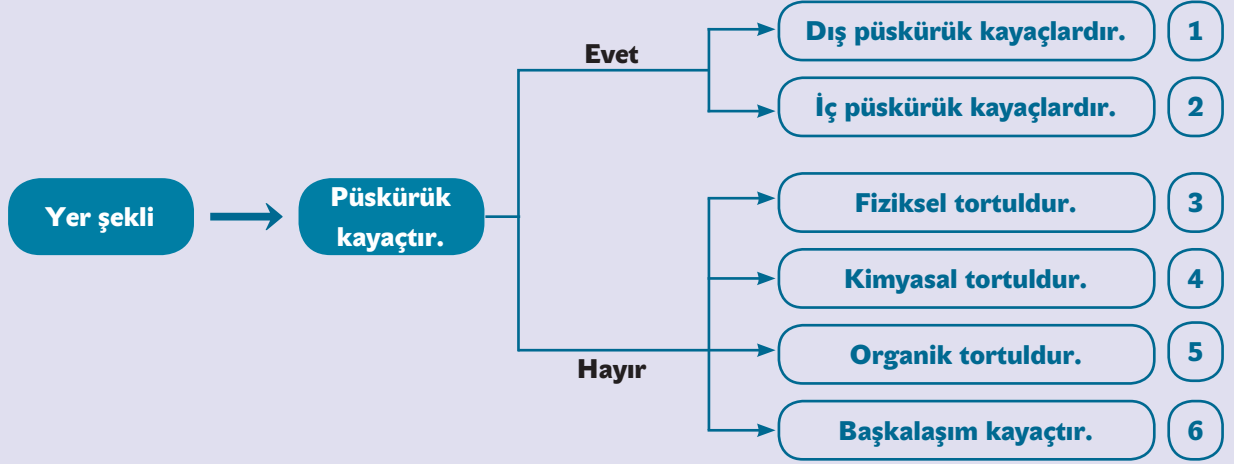 Yer şekli
Püskürük
kayaçtır.
Evet
Dış püskürük kayaçlardır. 1
İç püskürük kayaçlardır. 2
Hayır
Fiziksel tortuldur. 3
Kimyasal tortuldur. 4
Organik tortuldur. 5
Başkalaşım kayaçtır. 6